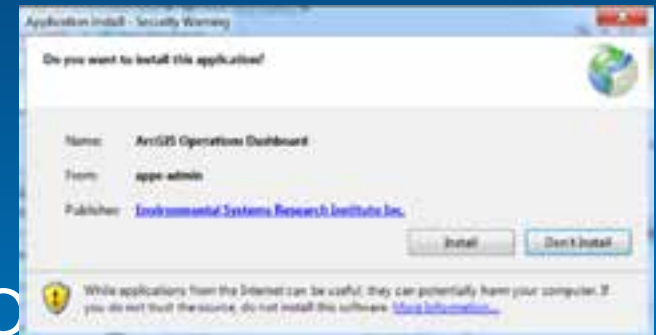 Application Install - Security Warning
Do you want to install this application?
Name: ArcGIS Operations Dashboard
From: apps-admin
Publisher: Environmental Systems Research Institute Inc.
Install Don't Install
While applications from the Internet can be useful, they can potentially harm your computer. If
you do not trust the source, do not install this software. More Information...